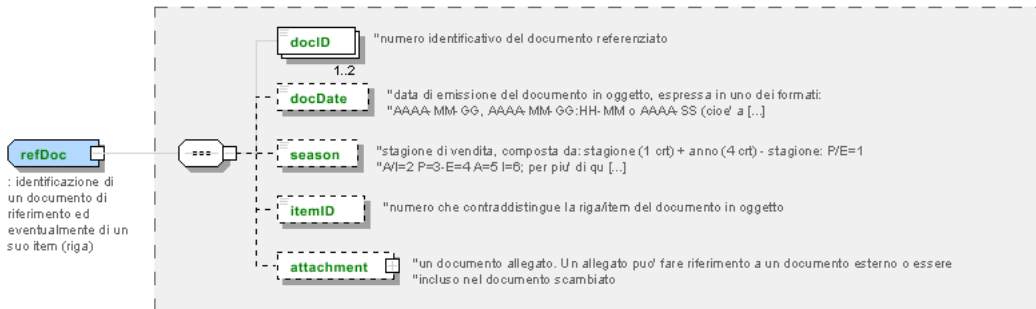 docID
"numero identificativo del documento referenziato
1..2
docDate
"data di emissione del documento in oggetto, espressa in uno dei formati:
"AAAA-MM-GG, AAAA-MM-GG:HH-MM o AAAA-SS (cioe' a [...]
refDoc
: identificazione di
un documento di
riferimento ed
eventualmente di un
suo item (riga)
season
"stagione di vendita, composta da: stagione (1 crt) + anno (4 crt) - stagione: P/E=1
"A/I=2 P=3-E=4 A=5 I=6; per piu' di qu [...]
itemID
"numero che contraddistingue la riga/item del documento in oggetto
attachment
"un documento allegato. Un allegato puo' fare riferimento a un documento esterno o essere
"incluso nel documento scambiato